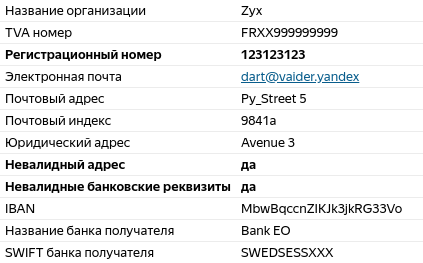 Название организации Zyx
TVA номер FRXX999999999
Регистрационный номер 123123123
Электронная почта dart@vaider.yandex
Почтовый адрес Py_Street 5
Почтовый индекс 9841a
Юридический адрес Avenue 3
Невалидный адрес да
Невалидные банковские реквизиты да
IBAN MbwBqccnZIKJk3jkRG33Vo
Название банка получателя Bank EO
SWIFT банка получателя SWEDSESSXXX